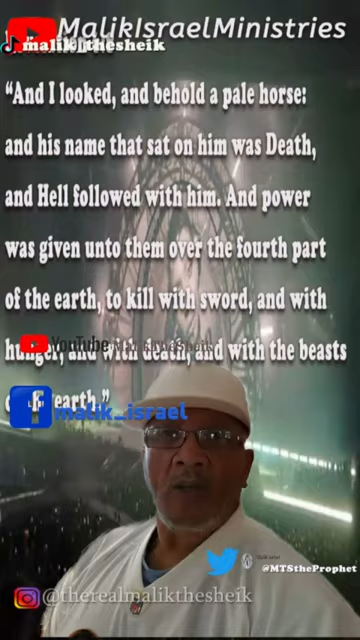 MalikIsraelMinistries
malik_thesheik
“And I looked, and behold a pale horse:
and his name that sat on him was Death,
and Hell followed with him. And power
was given unto them over the fourth part
of the earth, to kill with sword, and with
YouTube
hunger, and with death, and with the beasts
malik_israel
earth.”
@MTStheProphet
@therealmalikthesheik